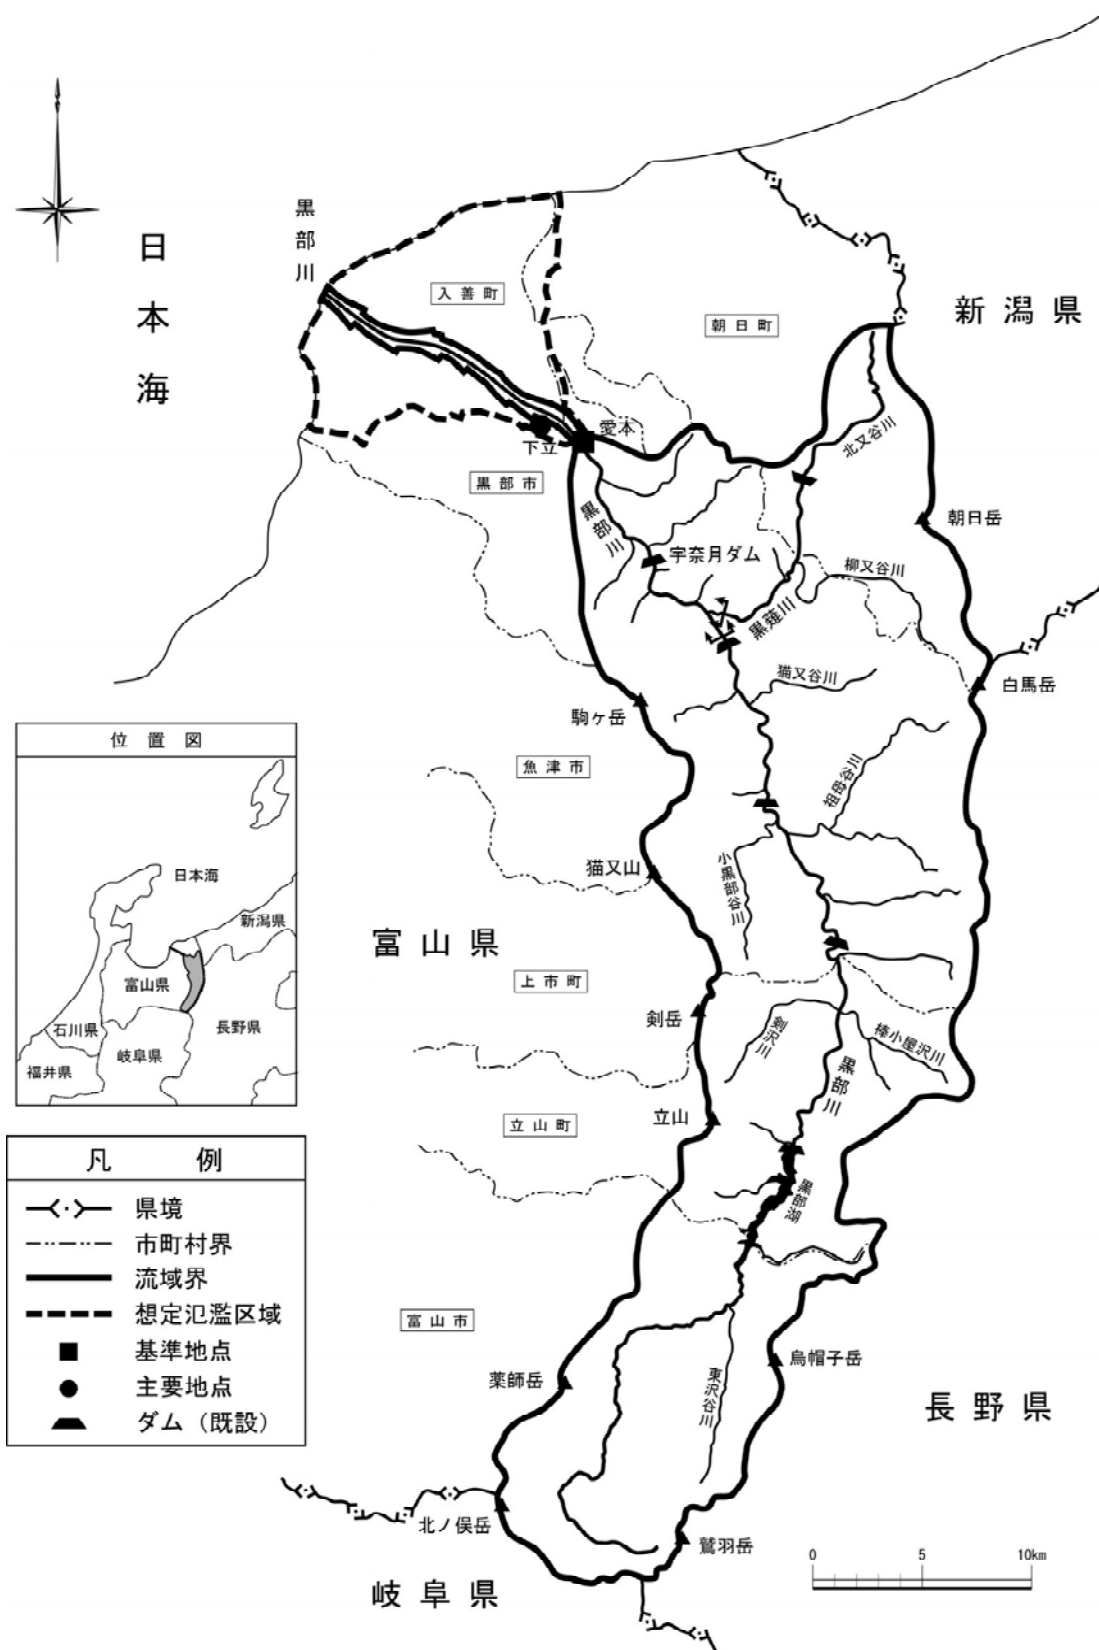 黒部川
日本海
入善町
朝日町
新潟県
愛本
下立
北又谷川
黒部市
黒部川
朝日岳
宇奈月ダム
柳又谷川
黒薙川
猫又谷川
白馬岳
駒ヶ岳
魚津市
祖母谷川
猫又山
小黒部谷川
富山県
上市町
剣岳
剣沢川
棒小屋沢川
黒部川
立山
立山町
黒部湖
富山市
烏帽子岳
薬師岳
東沢谷川
長野県
北ノ俣岳
鷲羽岳
岐阜県
0 5 10km
位置図
日本海
新潟県
富山県
石川県
長野県
岐阜県
福井県
凡 例
県境
市町村界
流域界
想定氾濫区域
基準地点
主要地点
ダム（既設）